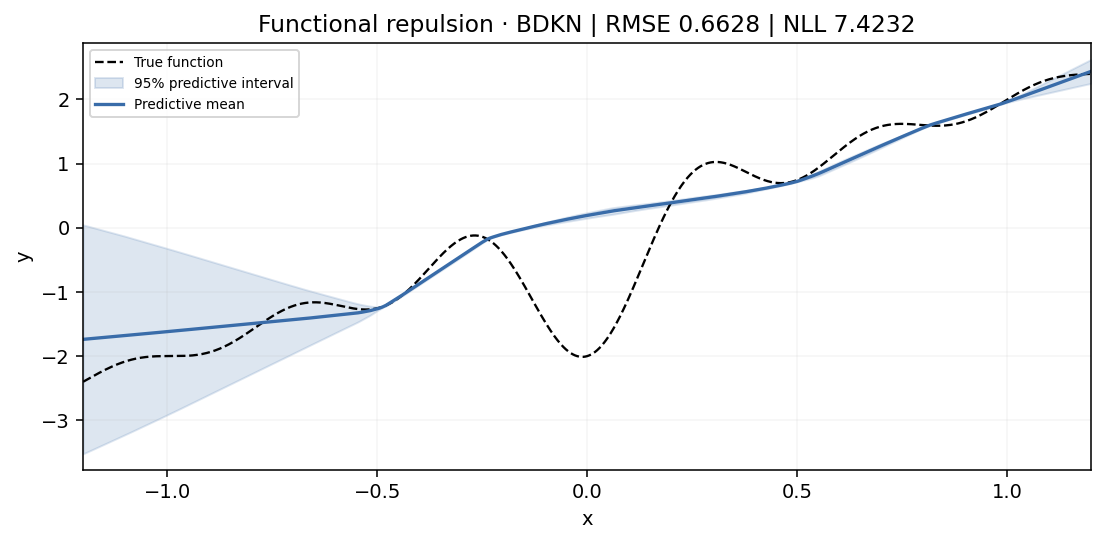 Functional repulsion · BDKN | RMSE 0.6628 | NLL 7.4232
True function
95% predictive interval
Predictive mean
y
2
1
0
−1
−2
−3
−1.0 −0.5 0.0 0.5 1.0
x